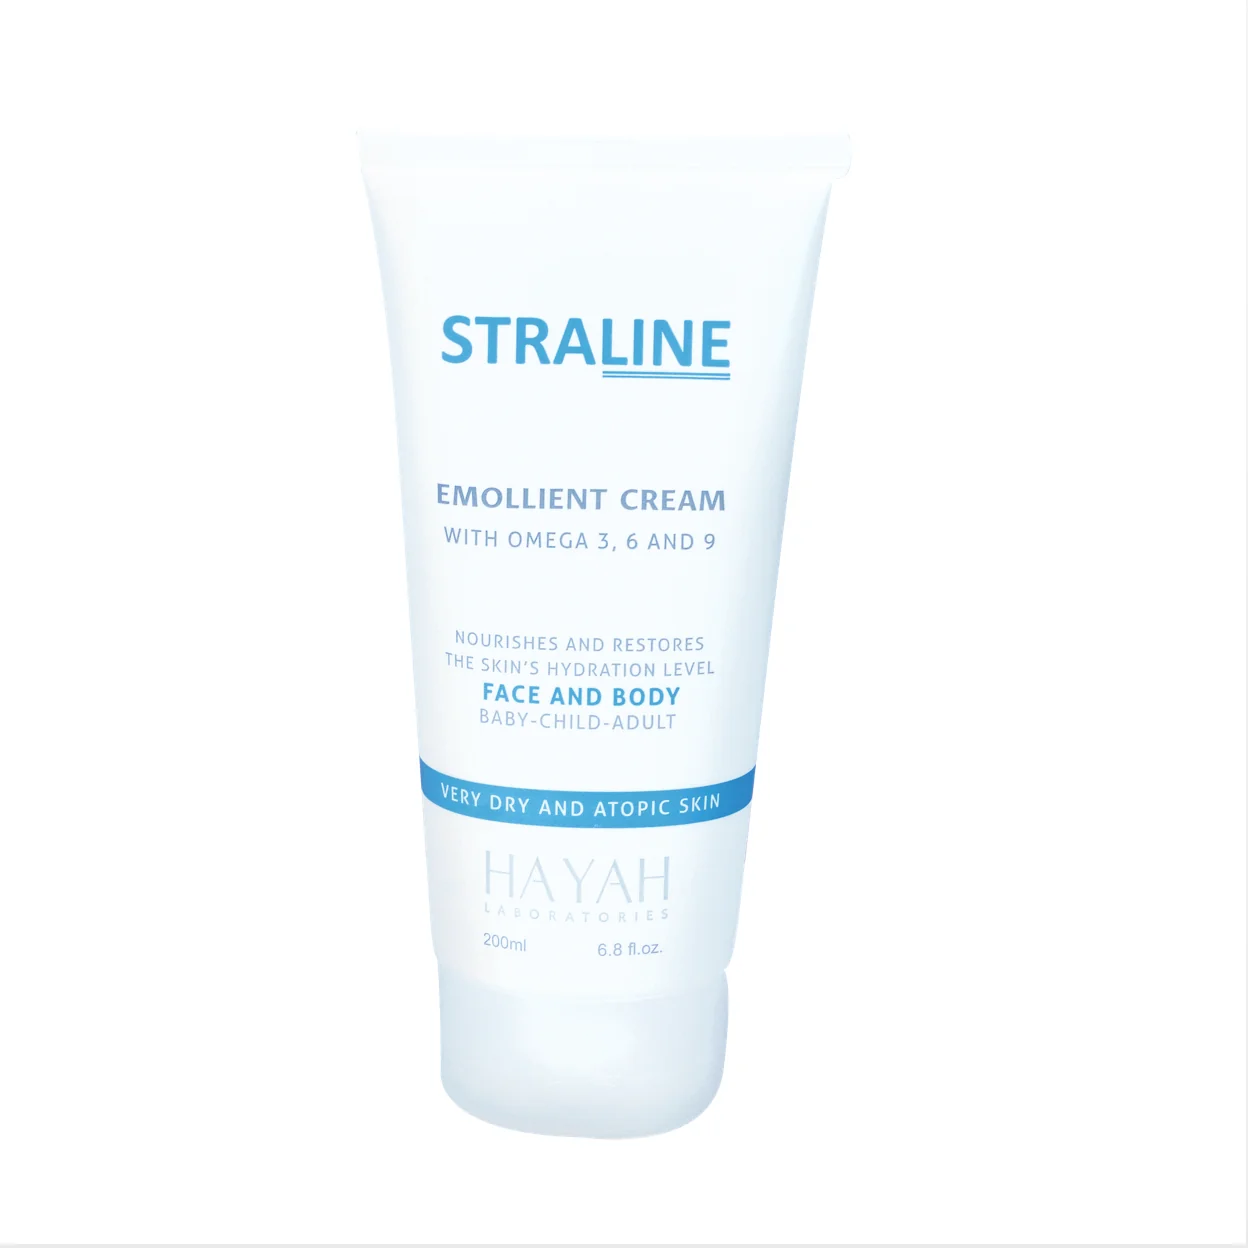 STRALINE
EMOLLIENT CREAM
WITH OMEGA 3, 6 AND 9
NOURISHES AND RESTORES
THE SKIN'S HYDRATION LEVEL
FACE AND BODY
BABY-CHILD-ADULT
VERY DRY AND ATOPIC SKIN
HAYAH
LABORATORIES
200ml 6.8 fl.oz.